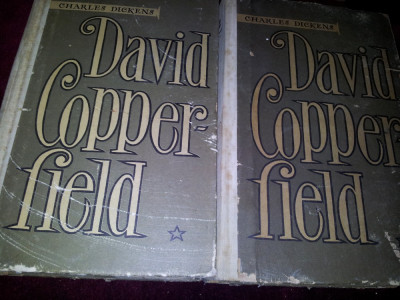 CHARLES DICKENS
David
Copper-
field
CHARLES DICKENS
David
Copper-
field